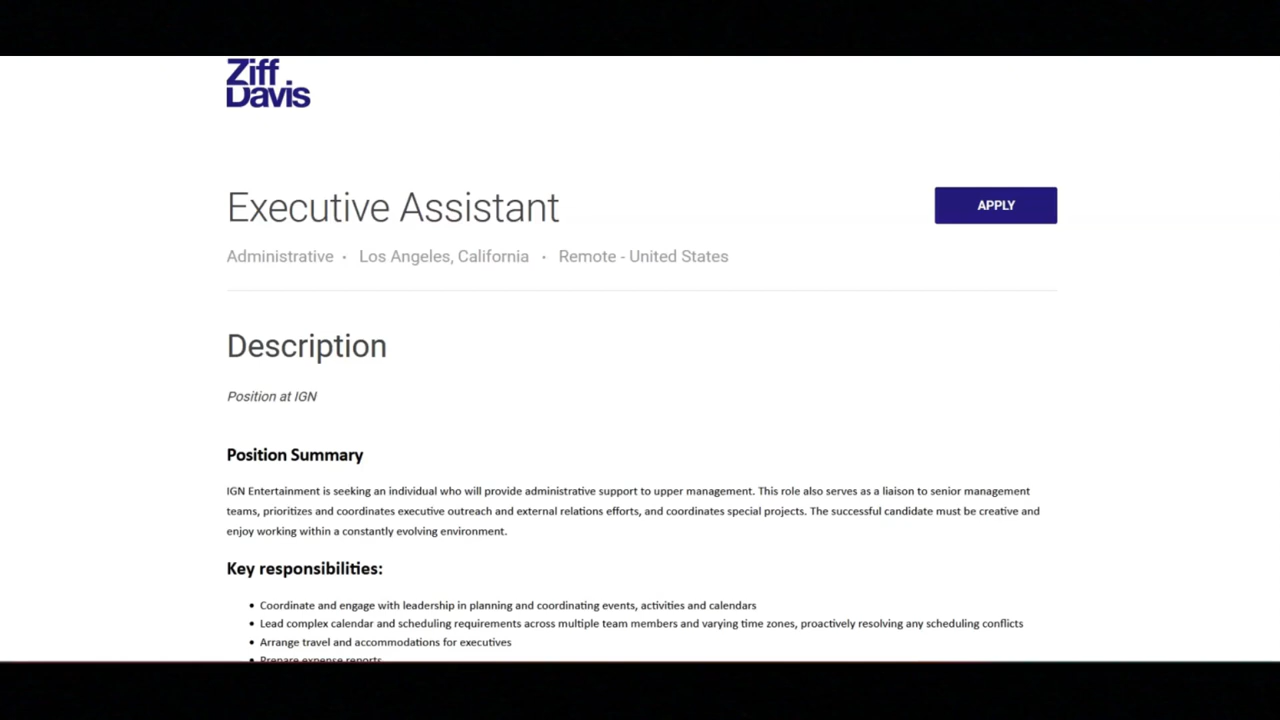 Ziff
Davis
Executive Assistant
APPLY
Administrative • Los Angeles, California • Remote - United States
Description
Position at IGN
Position Summary
IGN Entertainment is seeking an individual who will provide administrative support to upper management. This role also serves as a liaison to senior management
teams, prioritizes and coordinates executive outreach and external relations efforts, and coordinates special projects. The successful candidate must be creative and
enjoy working within a constantly evolving environment.
Key responsibilities:
• Coordinate and engage with leadership in planning and coordinating events, activities and calendars
• Lead complex calendar and scheduling requirements across multiple team members and varying time zones, proactively resolving any scheduling conflicts
• Arrange travel and accommodations for executives
• Prepare expense reports